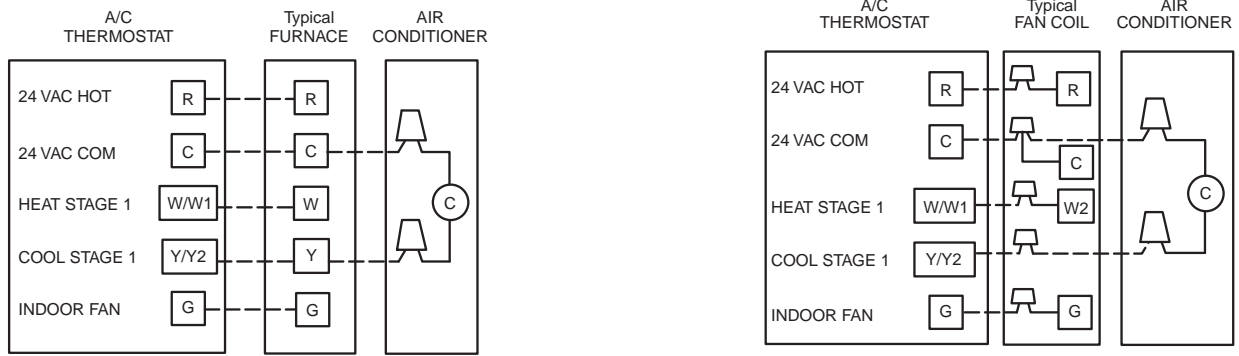 A/C
THERMOSTAT
Typical
FURNACE
AIR
CONDITIONER
24 VAC HOT
R
R
24 VAC COM
C
C
HEAT STAGE 1
W/W1
W
C
COOL STAGE 1
Y/Y2
Y
INDOOR FAN
G
G
A/C
THERMOSTAT
Typical
FAN COIL
AIR
CONDITIONER
24 VAC HOT
R
R
24 VAC COM
C
C
HEAT STAGE 1
W/W1
W2
C
COOL STAGE 1
Y/Y2
INDOOR FAN
G
G